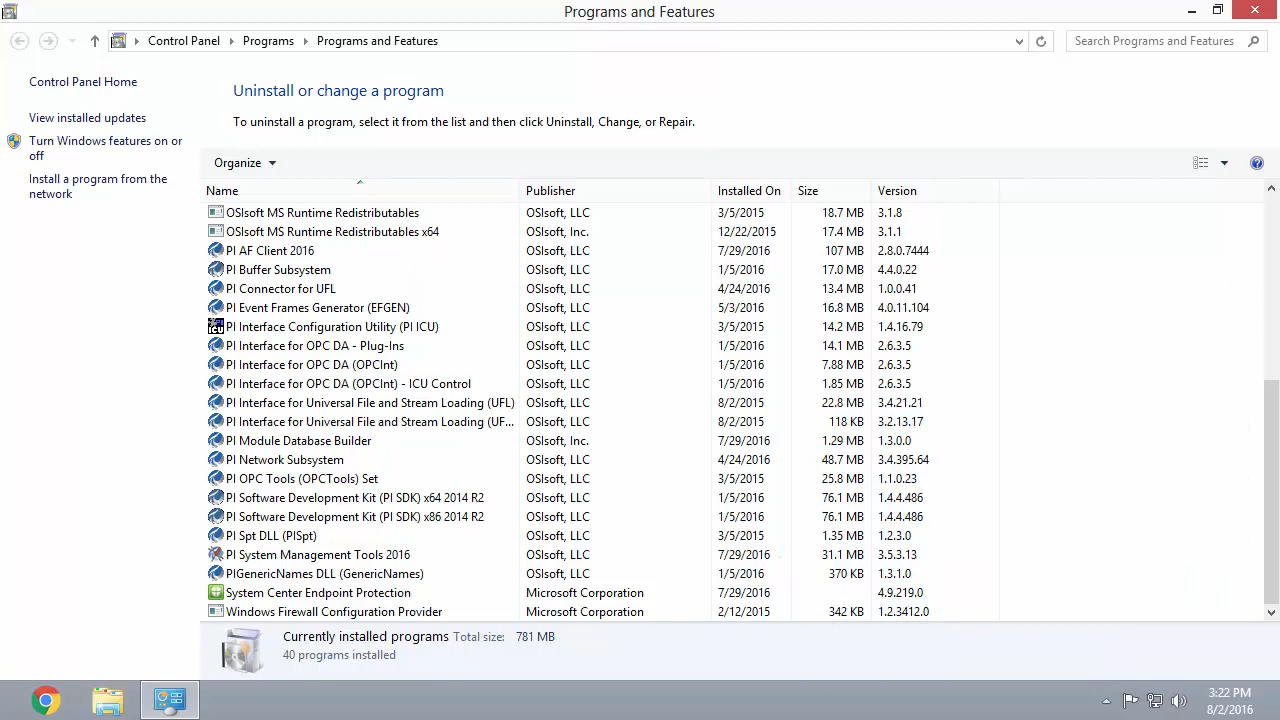 Programs and Features
Control Panel Programs Programs and Features Search Programs and Features
Control Panel Home
View installed updates
Turn Windows features on or
off
Install a program from the
network
Uninstall or change a program
To uninstall a program, select it from the list and then click Uninstall, Change, or Repair.
Organize
Name Publisher Installed On Size Version
OSIsoft MS Runtime Redistributables OSIsoft, LLC 3/5/2015 18.7 MB 3.1.8
OSIsoft MS Runtime Redistributables x64 OSIsoft, Inc. 12/22/2015 17.4 MB 3.1.1
PI AF Client 2016 OSIsoft, LLC 7/29/2016 107 MB 2.8.0.7444
PI Buffer Subsystem OSIsoft, LLC 1/5/2016 17.0 MB 4.4.0.22
PI Connector for UFL OSIsoft, LLC 4/24/2016 13.4 MB 1.0.0.41
PI Event Frames Generator (EFGEN) OSIsoft, LLC 5/3/2016 16.8 MB 4.0.11.104
PI ICU
PI Interface Configuration Utility (PI ICU) OSIsoft, LLC 3/5/2015 14.2 MB 1.4.16.79
PI Interface for OPC DA - Plug-Ins OSIsoft, LLC 1/5/2016 14.1 MB 2.6.3.5
PI Interface for OPC DA (OPCInt) OSIsoft, LLC 1/5/2016 7.88 MB 2.6.3.5
PI Interface for OPC DA (OPCInt) - ICU Control OSIsoft, LLC 1/5/2016 1.85 MB 2.6.3.5
PI Interface for Universal File and Stream Loading (UFL) OSIsoft, LLC 8/2/2015 22.8 MB 3.4.21.21
PI Interface for Universal File and Stream Loading (UF... OSIsoft, LLC 8/2/2015 118 KB 3.2.13.17
PI Module Database Builder OSIsoft, Inc. 7/29/2016 1.29 MB 1.3.0.0
PI Network Subsystem OSIsoft, LLC 4/24/2016 48.7 MB 3.4.395.64
PI OPC Tools (OPCTools) Set OSIsoft, LLC 3/5/2015 25.8 MB 1.1.0.23
PI Software Development Kit (PI SDK) x64 2014 R2 OSIsoft, LLC 1/5/2016 76.1 MB 1.4.4.486
PI Software Development Kit (PI SDK) x86 2014 R2 OSIsoft, LLC 1/5/2016 76.1 MB 1.4.4.486
PI Spt DLL (PISpt) OSIsoft, LLC 3/5/2015 1.35 MB 1.2.3.0
PI System Management Tools 2016 OSIsoft, LLC 7/29/2016 31.1 MB 3.5.3.13
PIGenericNames DLL (GenericNames) OSIsoft, LLC 1/5/2016 370 KB 1.3.1.0
System Center Endpoint Protection Microsoft Corporation 7/29/2016 4.9.219.0
Windows Firewall Configuration Provider Microsoft Corporation 2/12/2015 342 KB 1.2.3412.0
Currently installed programs Total size: 781 MB
40 programs installed
3:22 PM
8/2/2016